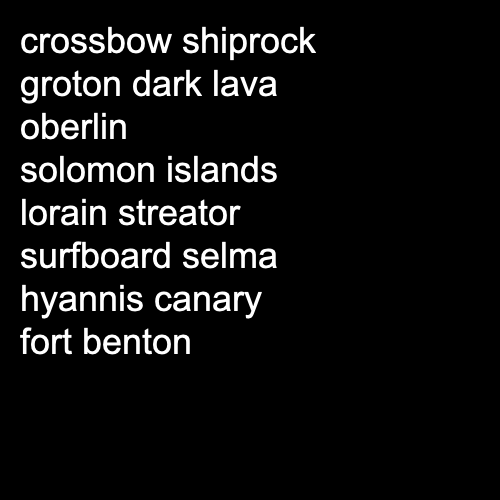 crossbow shiprock
groton dark lava
oberlin
solomon islands
lorain streator
surfboard selma
hyannis canary
fort benton